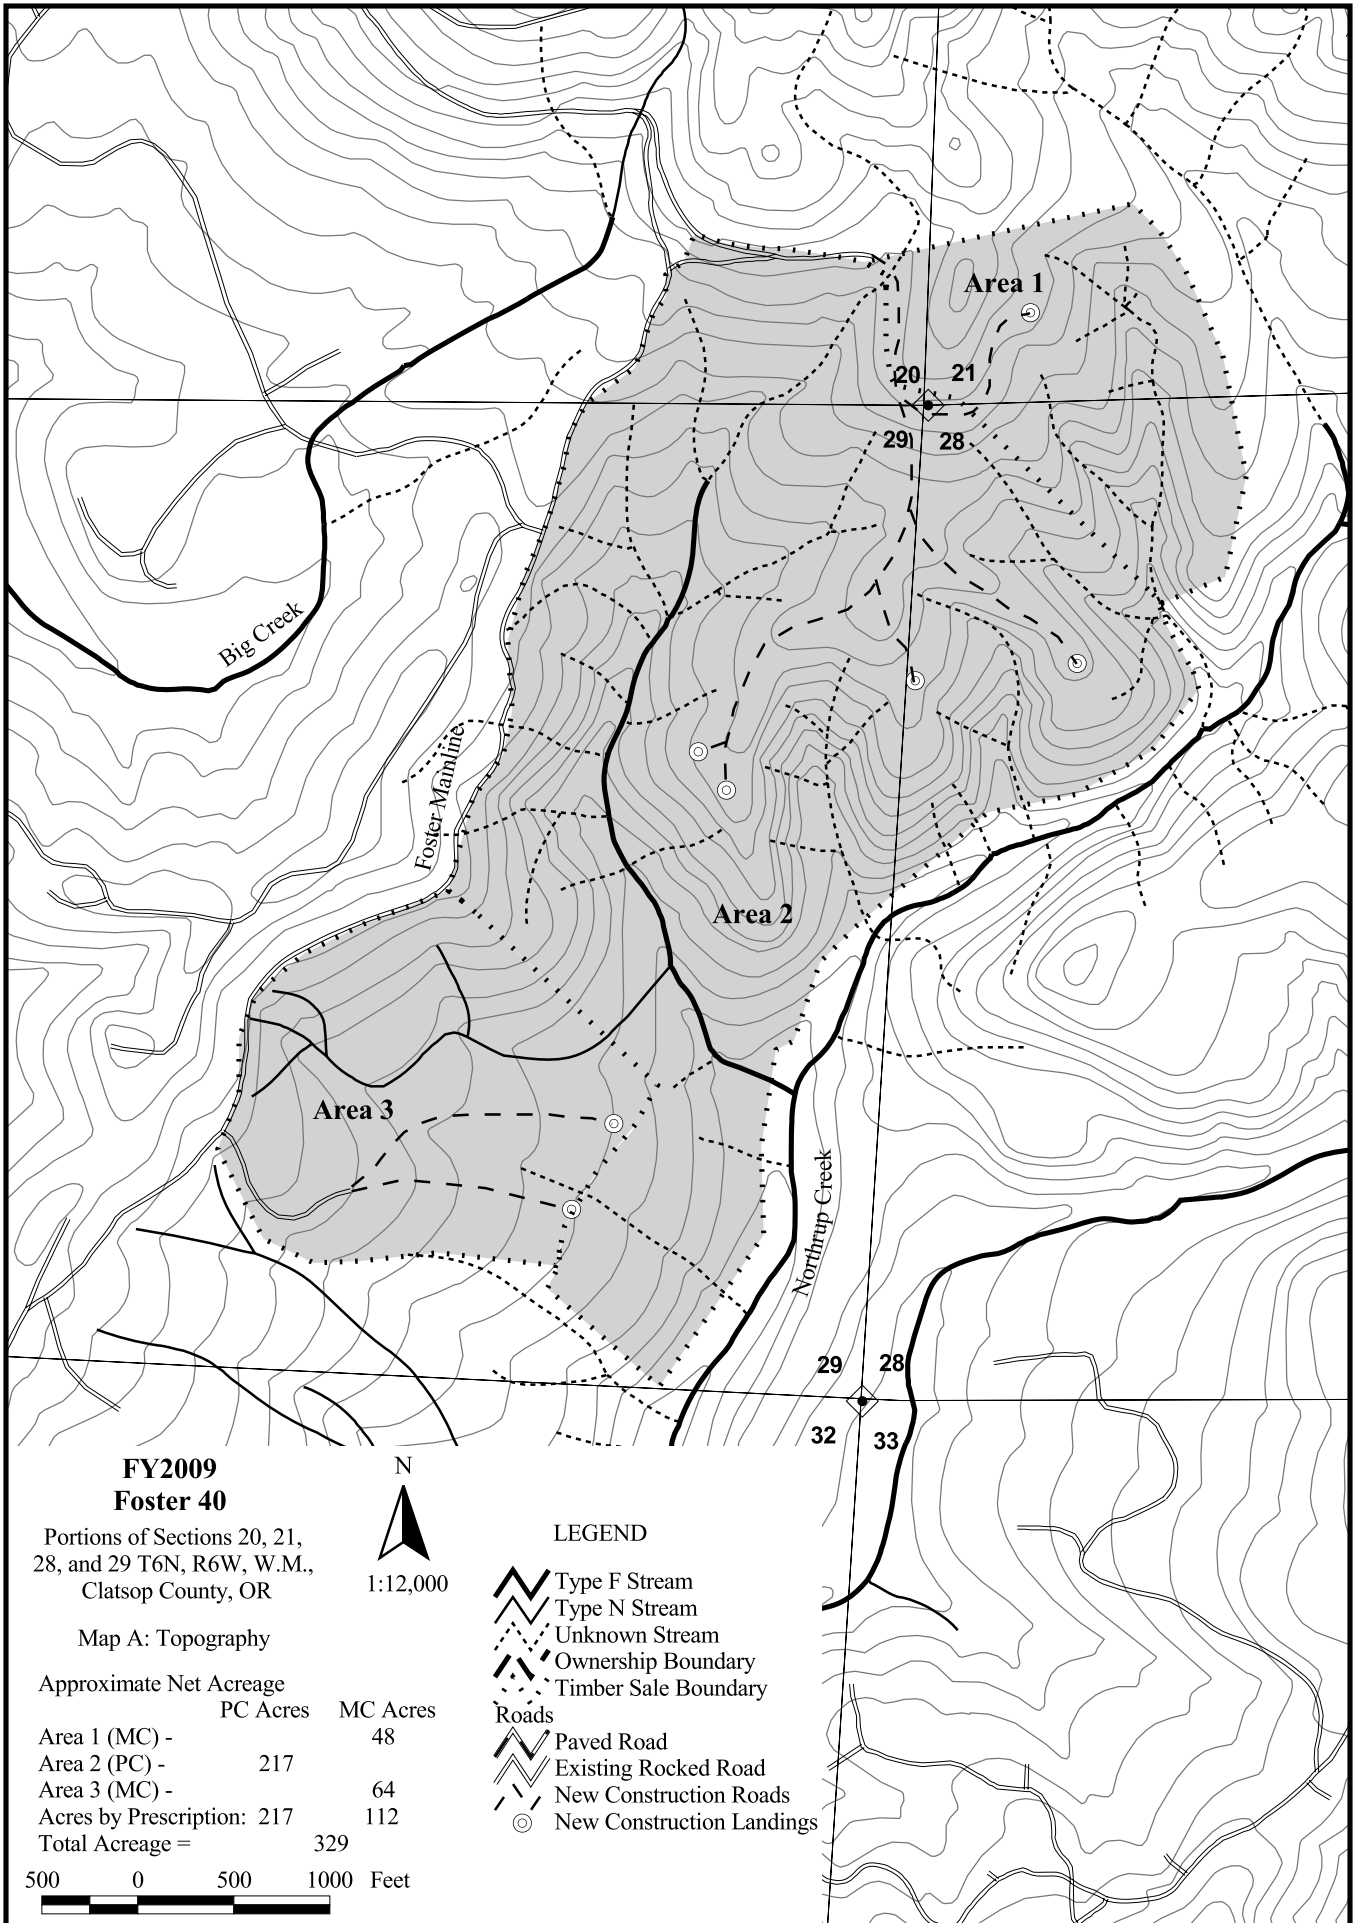 Area 1
20 21
29 28
Big Creek
Foster Mainline
Area 2
Area 3
Northrup Creek
29 28
32 33
FY2009
Foster 40
Portions of Sections 20, 21,
28, and 29 T6N, R6W, W.M.,
Clatsop County, OR
Map A: Topography
N
1:12,000
Approximate Net Acreage
PC Acres MC Acres
Area 1 (MC) - 48
Area 2 (PC) - 217
Area 3 (MC) - 64
Acres by Prescription: 217 112
Total Acreage = 329
500 0 500 1000 Feet
LEGEND
Type F Stream
Type N Stream
Unknown Stream
Ownership Boundary
Timber Sale Boundary
Roads
Paved Road
Existing Rocked Road
New Construction Roads
New Construction Landings